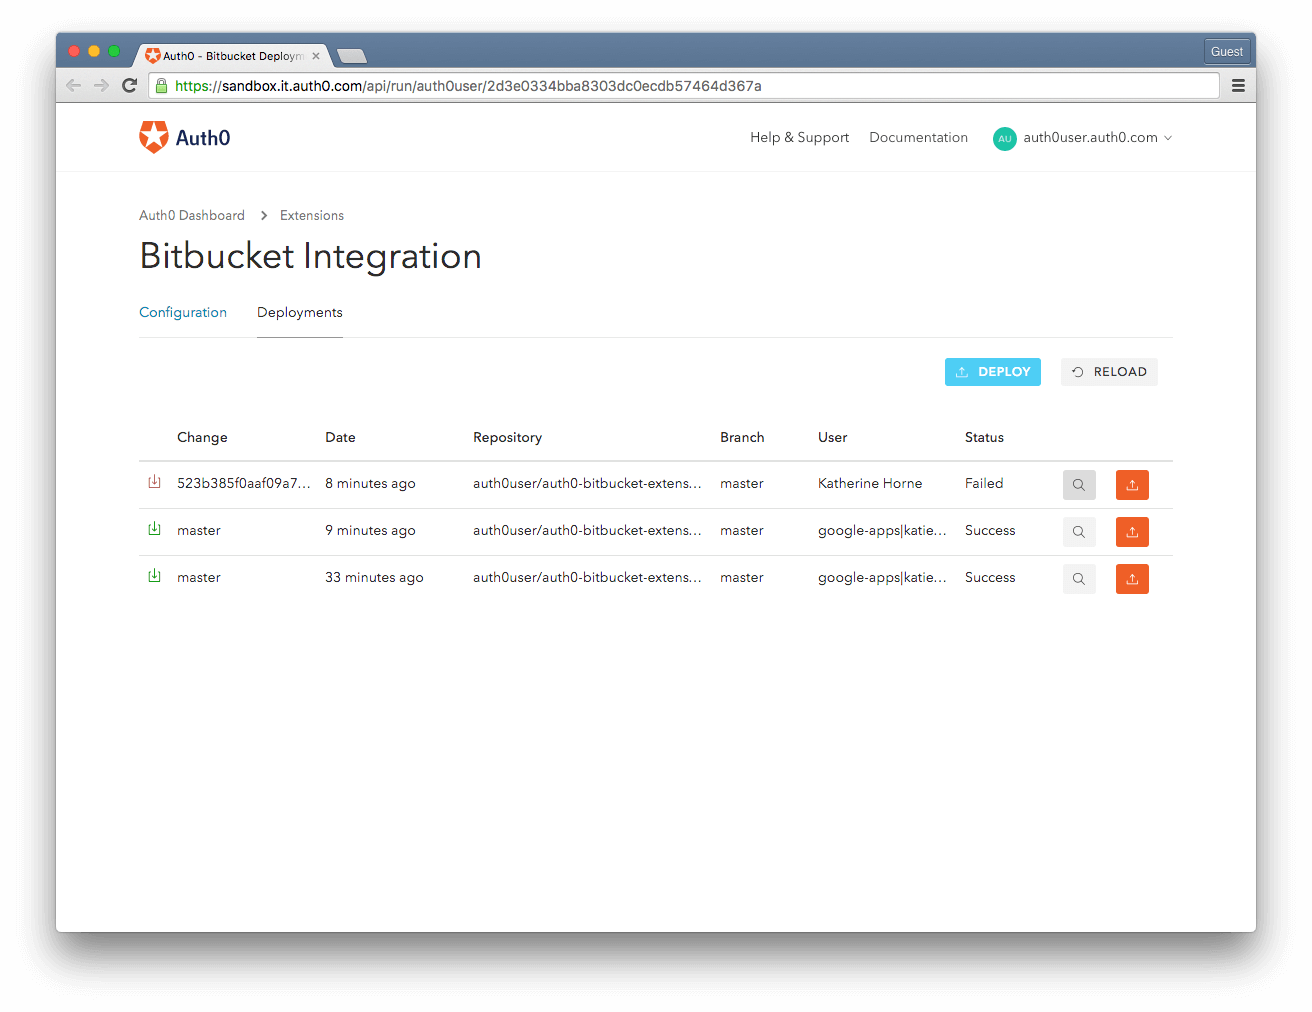 Auth0 - Bitbucket Deploym
Guest
https://sandbox.it.auth0.com/api/run/auth0user/2d3e0334bba8303dc0ecdb57464d367a
Auth0
Help & Support Documentation AU auth0user.auth0.com
Auth0 Dashboard > Extensions
Bitbucket Integration
Configuration Deployments
DEPLOY RELOAD
Change Date Repository Branch User Status
523b385f0aaf09a7... 8 minutes ago auth0user/auth0-bitbucket-extens... master Katherine Horne Failed
master 9 minutes ago auth0user/auth0-bitbucket-extens... master google-apps|katie... Success
master 33 minutes ago auth0user/auth0-bitbucket-extens... master google-apps|katie... Success